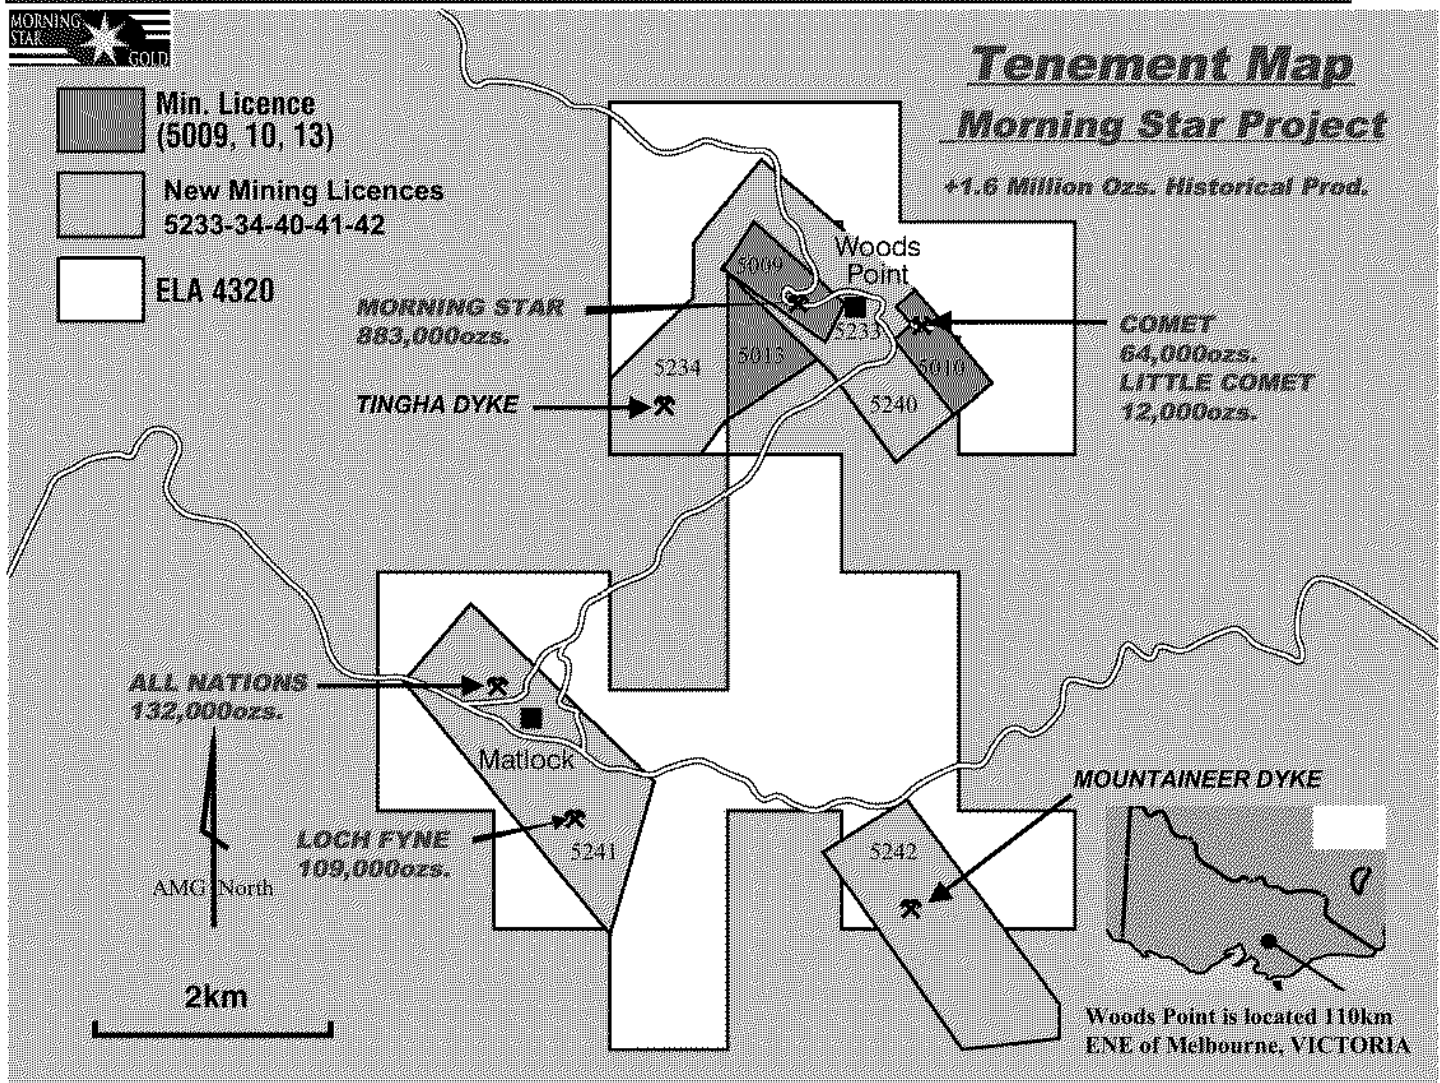 MORNING
STAR
GOLD
Tenement Map
Morning Star Project
+1.6 Million Ozs. Historical Prod.
Min. Licence
(5009, 10, 13)
New Mining Licences
5233-34-40-41-42
ELA 4320
Woods
Point
5009
MORNING STAR
883,000ozs.
5233
COMET
64,000ozs.
LITTLE COMET
12,000ozs.
5013
5010
5234
TINGHA DYKE
5240
ALL NATIONS
132,000ozs.
Matlock
MOUNTAINEER DYKE
LOCH FYNE
109,000ozs.
5241
5242
AMG North
2km
Woods Point is located 110km
ENE of Melbourne, VICTORIA